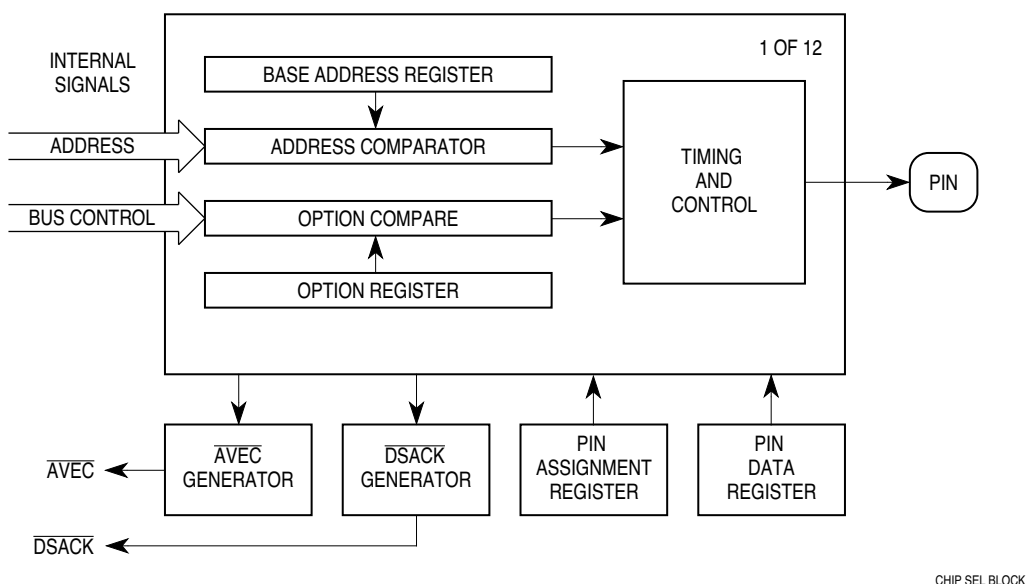 1 OF 12
INTERNAL
SIGNALS
BASE ADDRESS REGISTER
ADDRESS
ADDRESS COMPARATOR
TIMING
AND
CONTROL
PIN
BUS CONTROL
OPTION COMPARE
OPTION REGISTER
AVEC
GENERATOR
DSACK
GENERATOR
PIN
ASSIGNMENT
REGISTER
PIN
DATA
REGISTER
AVEC
DSACK
CHIP SEL BLOCK